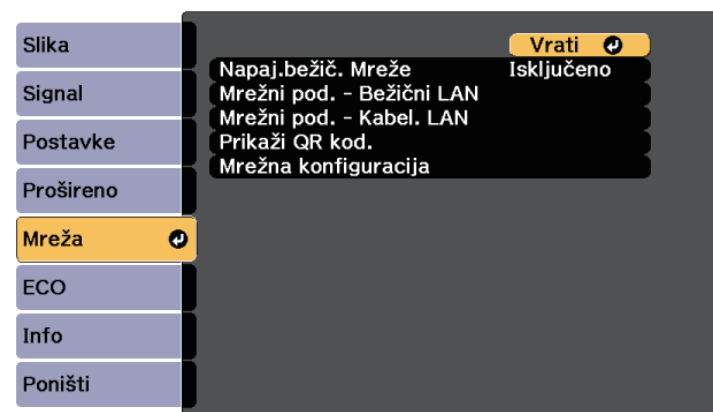 Slika
Signal
Postavke
Prošireno
Mreža
ECO
Info
Poništi
Vrati
Napaj.bežič. Mreže Isključeno
Mrežni pod. - Bežični LAN
Mrežni pod. - Kabel. LAN
Prikaži QR kod.
Mrežna konfiguracija